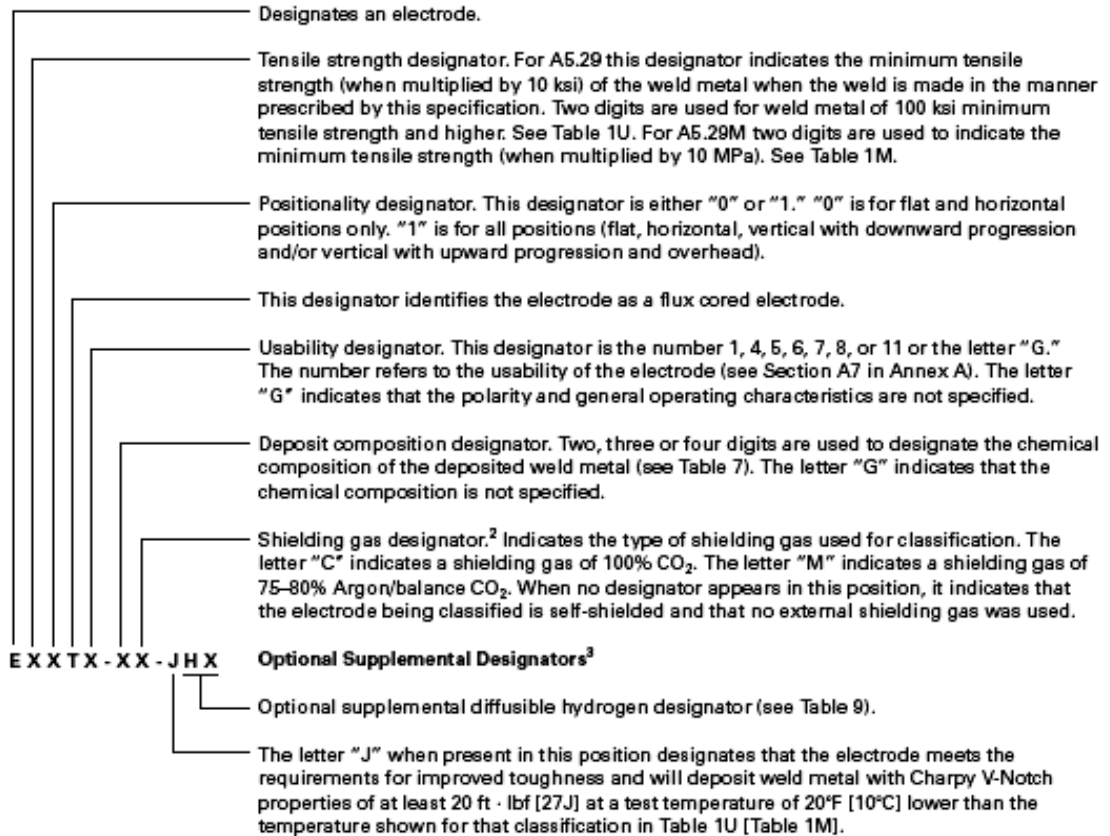 Designates an electrode.
Tensile strength designator. For A5.29 this designator indicates the minimum tensile
strength (when multiplied by 10 ksi) of the weld metal when the weld is made in the manner
prescribed by this specification. Two digits are used for weld metal of 100 ksi minimum
tensile strength and higher. See Table 1U. For A5.29M two digits are used to indicate the
minimum tensile strength (when multiplied by 10 MPa). See Table 1M.
Positionality designator. This designator is either "0" or "1." "0" is for flat and horizontal
positions only. "1" is for all positions (flat, horizontal, vertical with downward progression
and/or vertical with upward progression and overhead).
This designator identifies the electrode as a flux cored electrode.
Usability designator. This designator is the number 1, 4, 5, 6, 7, 8, or 11 or the letter "G."
The number refers to the usability of the electrode (see Section A7 in Annex A). The letter
"G" indicates that the polarity and general operating characteristics are not specified.
Deposit composition designator. Two, three or four digits are used to designate the chemical
composition of the deposited weld metal (see Table 7). The letter "G" indicates that the
chemical composition is not specified.
Shielding gas designator.² Indicates the type of shielding gas used for classification. The
letter "C" indicates a shielding gas of 100% CO₂. The letter "M" indicates a shielding gas of
75–80% Argon/balance CO₂. When no designator appears in this position, it indicates that
the electrode being classified is self-shielded and that no external shielding gas was used.
E X X T X - X X - J H X Optional Supplemental Designators³
Optional supplemental diffusible hydrogen designator (see Table 9).
The letter "J" when present in this position designates that the electrode meets the
requirements for improved toughness and will deposit weld metal with Charpy V-Notch
properties of at least 20 ft · lbf [27J] at a test temperature of 20°F [10°C] lower than the
temperature shown for that classification in Table 1U [Table 1M].